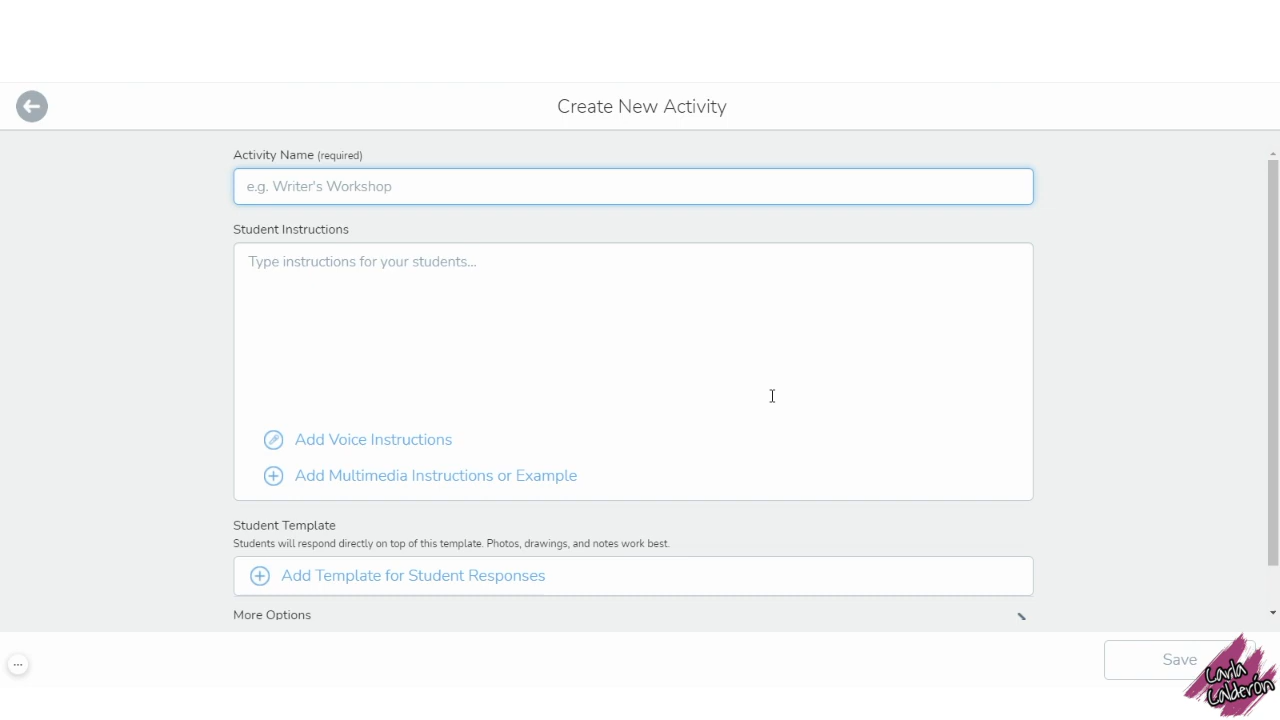 Create New Activity
Activity Name (required)
e.g. Writer's Workshop
Student Instructions
Type instructions for your students...
Add Voice Instructions
Add Multimedia Instructions or Example
Student Template
Students will respond directly on top of this template. Photos, drawings, and notes work best.
Add Template for Student Responses
More Options
Save
Carla
Calderón